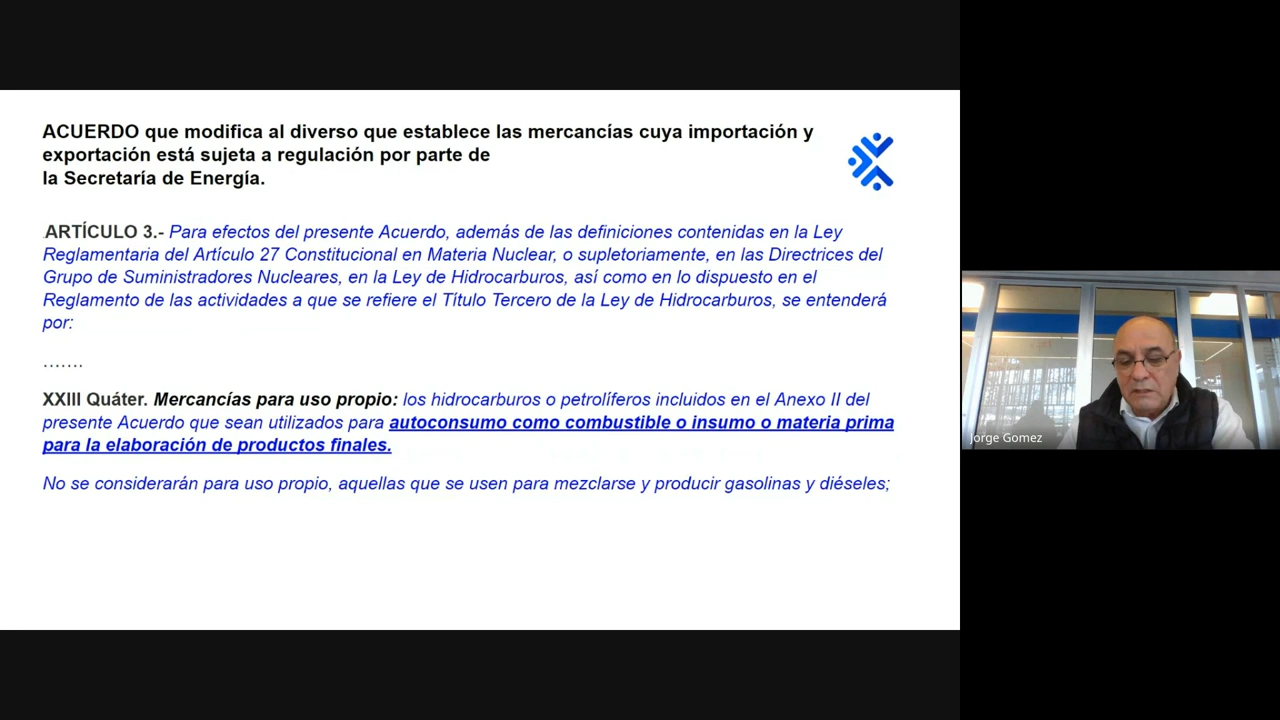 ACUERDO que modifica al diverso que establece las mercancías cuya importación y
exportación está sujeta a regulación por parte de
la Secretaría de Energía.
ARTÍCULO 3.- Para efectos del presente Acuerdo, además de las definiciones contenidas en la Ley
Reglamentaria del Artículo 27 Constitucional en Materia Nuclear, o supletoriamente, en las Directrices del
Grupo de Suministradores Nucleares, en la Ley de Hidrocarburos, así como en lo dispuesto en el
Reglamento de las actividades a que se refiere el Título Tercero de la Ley de Hidrocarburos, se entenderá
por:
…….
XXIII Quáter. Mercancías para uso propio: los hidrocarburos o petrolíferos incluidos en el Anexo II del
presente Acuerdo que sean utilizados para autoconsumo como combustible o insumo o materia prima
para la elaboración de productos finales.
No se considerarán para uso propio, aquellas que se usen para mezclarse y producir gasolinas y diéseles;
Jorge Gomez